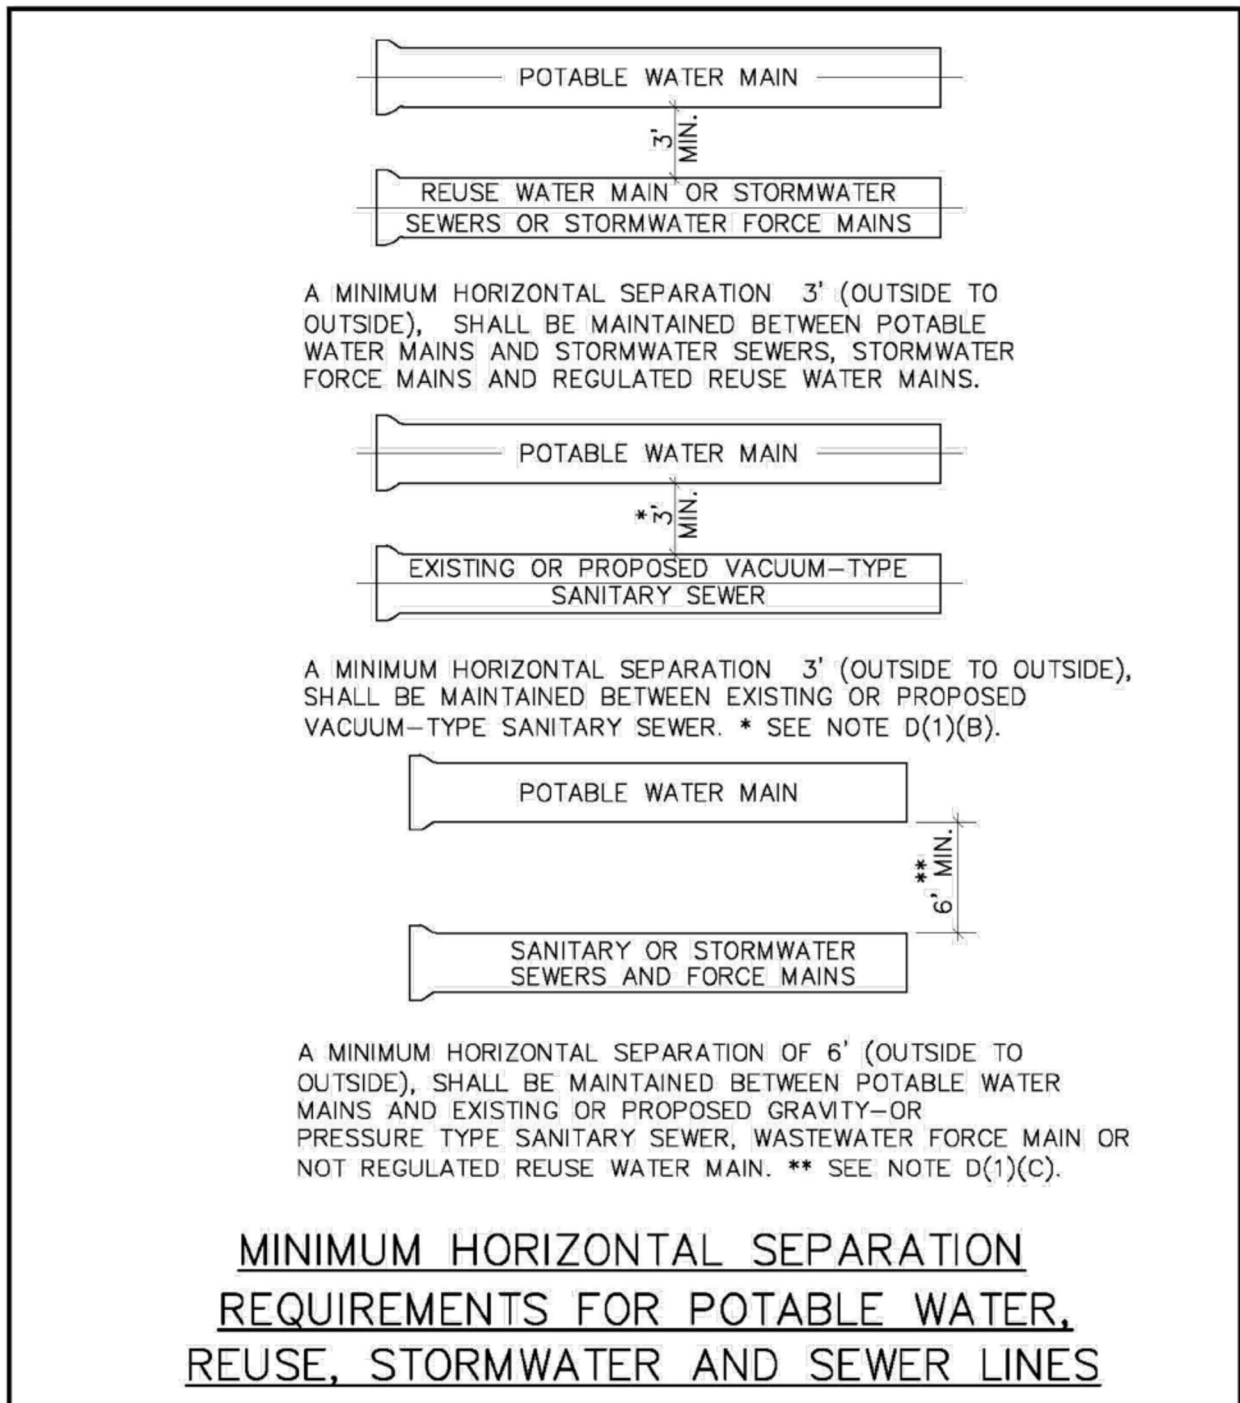 POTABLE WATER MAIN
3'
MIN.
REUSE WATER MAIN OR STORMWATER
SEWERS OR STORMWATER FORCE MAINS
A MINIMUM HORIZONTAL SEPARATION 3' (OUTSIDE TO
OUTSIDE), SHALL BE MAINTAINED BETWEEN POTABLE
WATER MAINS AND STORMWATER SEWERS, STORMWATER
FORCE MAINS AND REGULATED REUSE WATER MAINS.
POTABLE WATER MAIN
* 3'
MIN.
EXISTING OR PROPOSED VACUUM-TYPE
SANITARY SEWER
A MINIMUM HORIZONTAL SEPARATION 3' (OUTSIDE TO OUTSIDE),
SHALL BE MAINTAINED BETWEEN EXISTING OR PROPOSED
VACUUM-TYPE SANITARY SEWER. * SEE NOTE D(1)(B).
POTABLE WATER MAIN
**
6' MIN.
SANITARY OR STORMWATER
SEWERS AND FORCE MAINS
A MINIMUM HORIZONTAL SEPARATION OF 6' (OUTSIDE TO
OUTSIDE), SHALL BE MAINTAINED BETWEEN POTABLE WATER
MAINS AND EXISTING OR PROPOSED GRAVITY-OR
PRESSURE TYPE SANITARY SEWER, WASTEWATER FORCE MAIN OR
NOT REGULATED REUSE WATER MAIN. ** SEE NOTE D(1)(C).
MINIMUM HORIZONTAL SEPARATION
REQUIREMENTS FOR POTABLE WATER,
REUSE, STORMWATER AND SEWER LINES